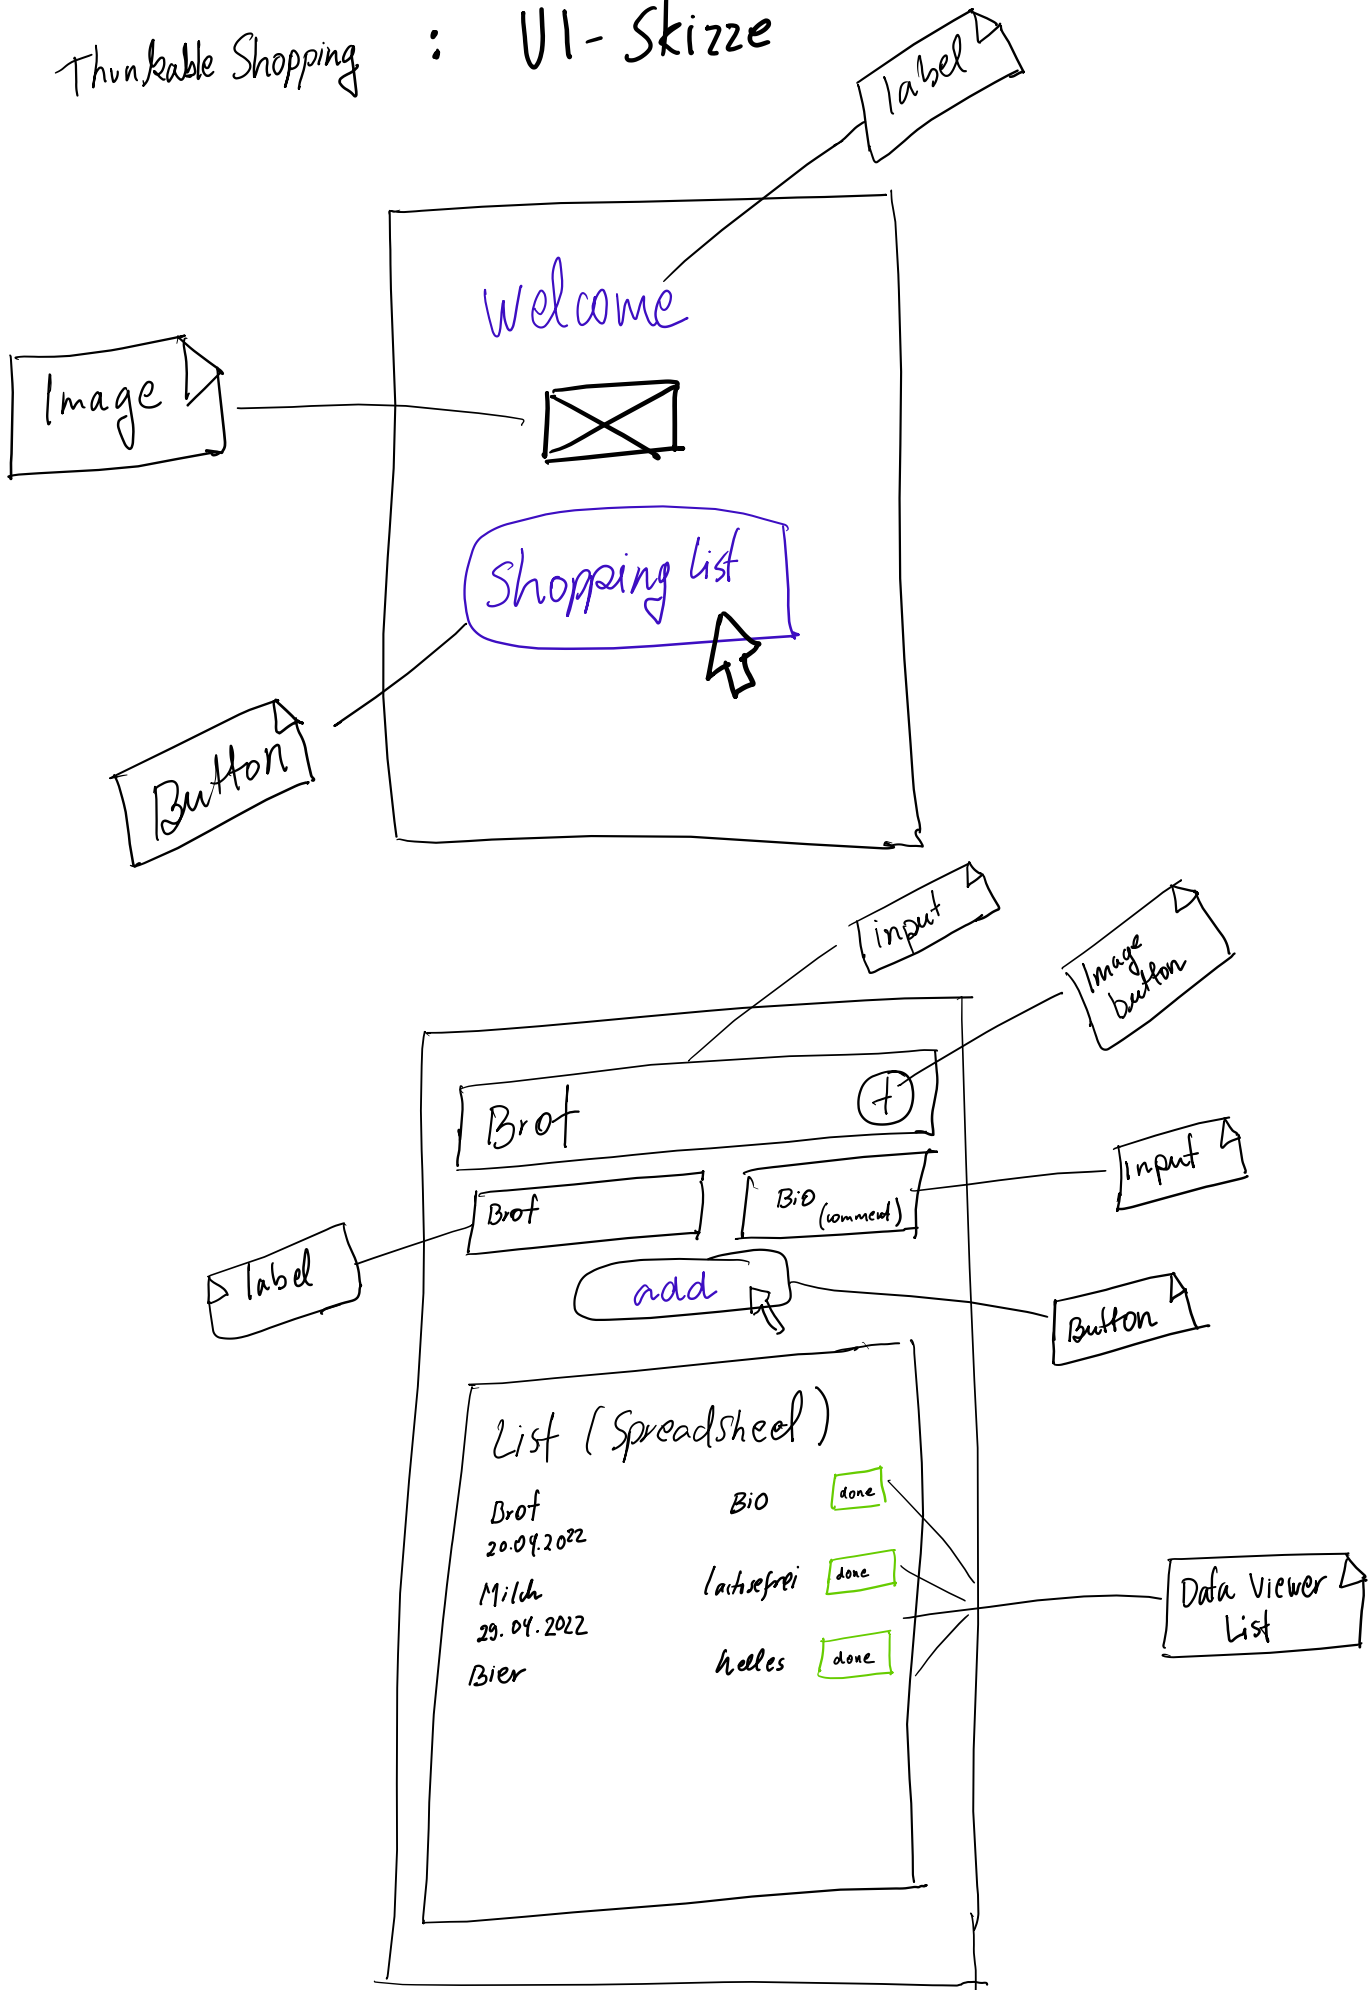 Thunkable Shopping : UI-Skizze
label
welcome
Image
Shopping list
Button
input
Image
button
Brot
+
input
Brot
BiO
(comment)
label
add
Button
List (Spreadsheet)
Brot
BiO
done
20.04.2022
Milch
lactosefrei
done
29.04.2022
Data Viewer
List
Bier
helles
done